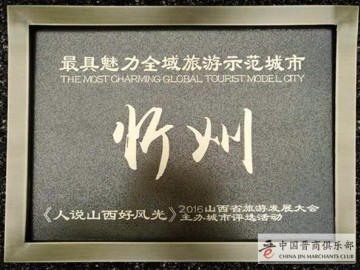 最具魅力全域旅游示范城市
THE MOST CHARMING GLOBAL TOURIST MODEL CITY
忻州
《人说山西好风光》2016山西省旅游发展大会
主办城市评选活动
中国晋商俱乐部
CHINA JIN MERCHANTS CLUB